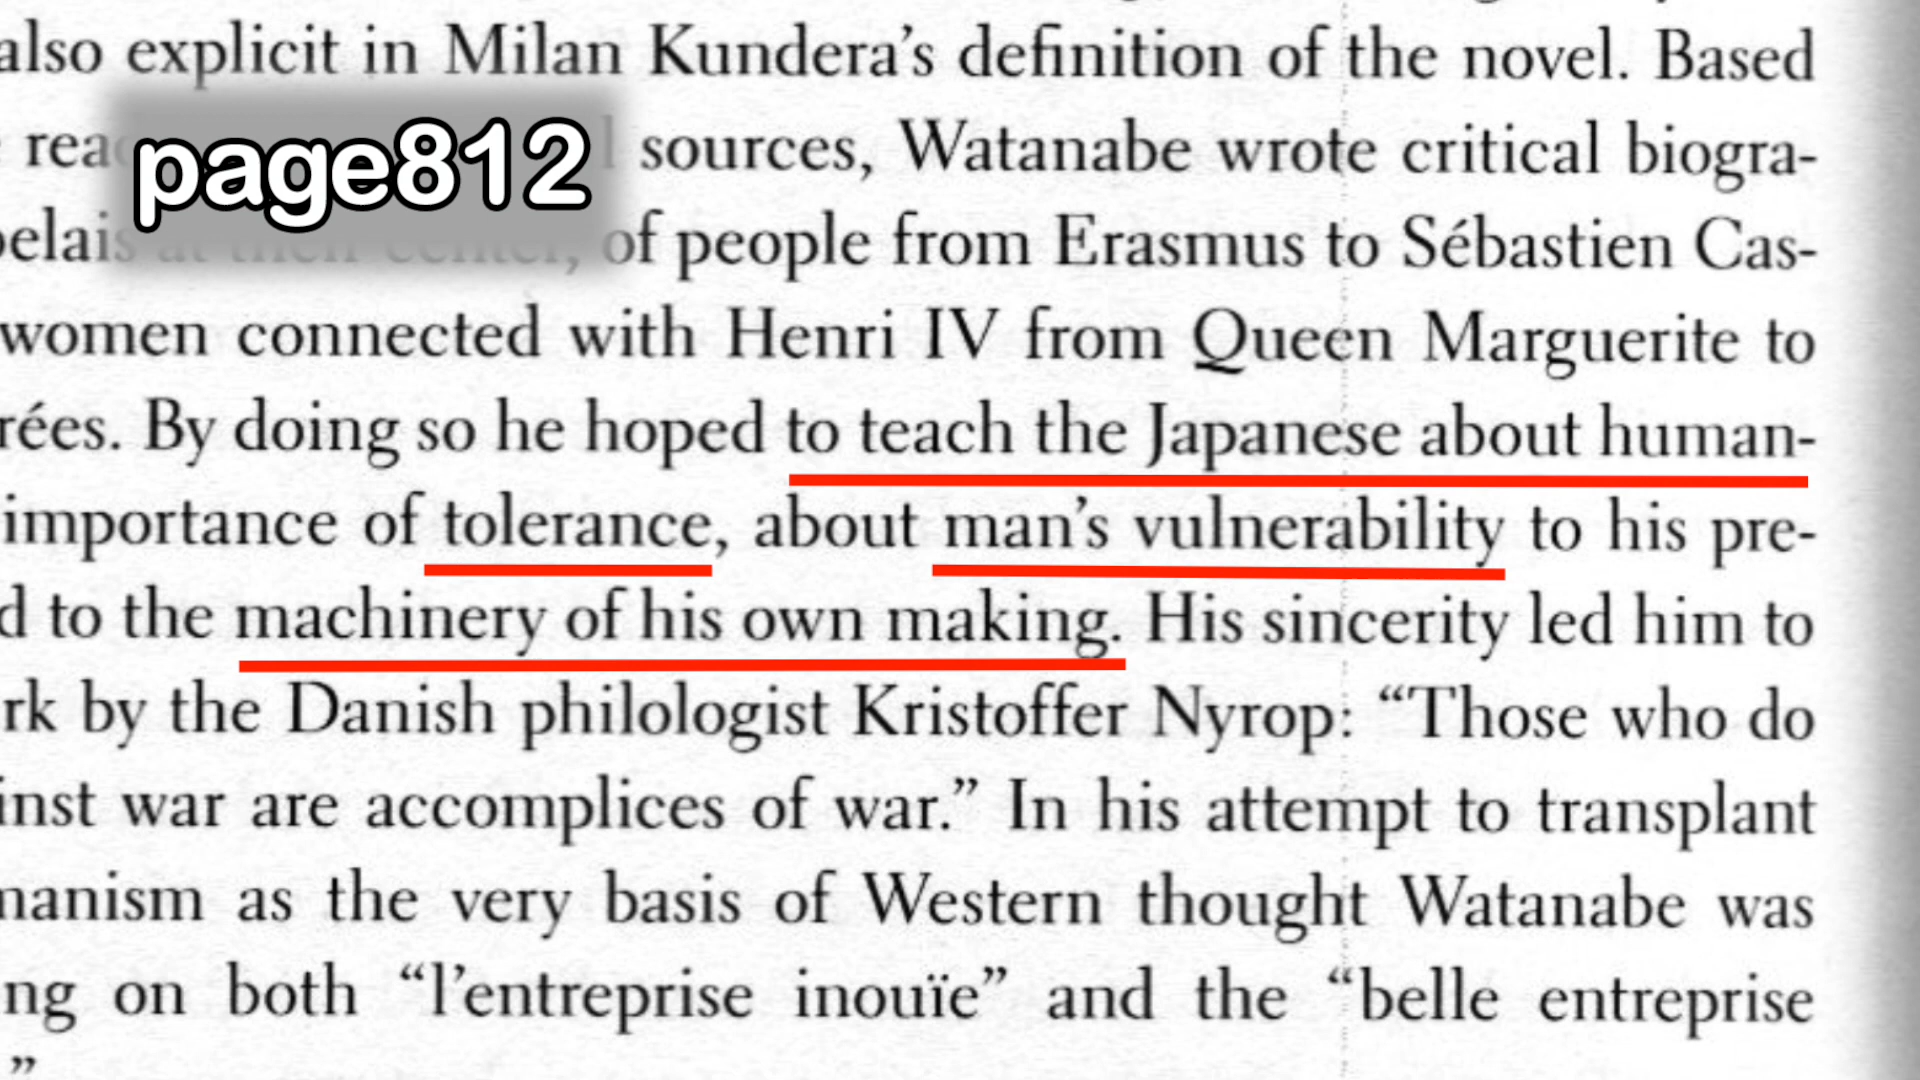 also explicit in Milan Kundera's definition of the novel. Based
page812
sources, Watanabe wrote critical biogra-
at their center, of people from Erasmus to Sébastien Cas-
women connected with Henri IV from Queen Marguerite to
rées. By doing so he hoped to teach the Japanese about human-
importance of tolerance, about man's vulnerability to his pre-
d to the machinery of his own making. His sincerity led him to
rk by the Danish philologist Kristoffer Nyrop: “Those who do
inst war are accomplices of war.” In his attempt to transplant
manism as the very basis of Western thought Watanabe was
ng on both “l'entreprise inouïe” and the “belle entreprise
”